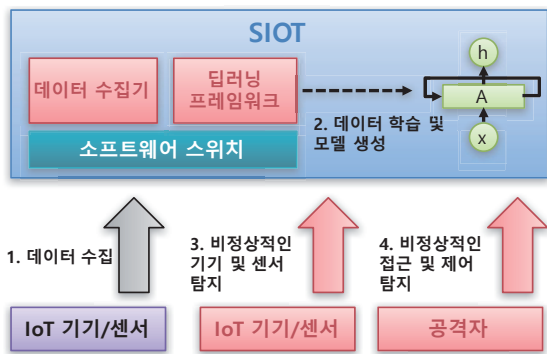 SIOT
데이터 수집기
딥러닝
프레임워크
소프트웨어 스위치
2. 데이터 학습 및
모델 생성
h
A
x
1. 데이터 수집
3. 비정상적인
기기 및 센서
탐지
4. 비정상적인
접근 및 제어
탐지
IoT 기기/센서
IoT 기기/센서
공격자